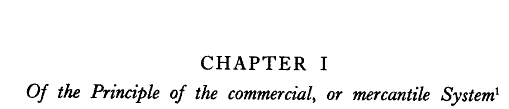 CHAPTER I
Of the Principle of the commercial, or mercantile System¹